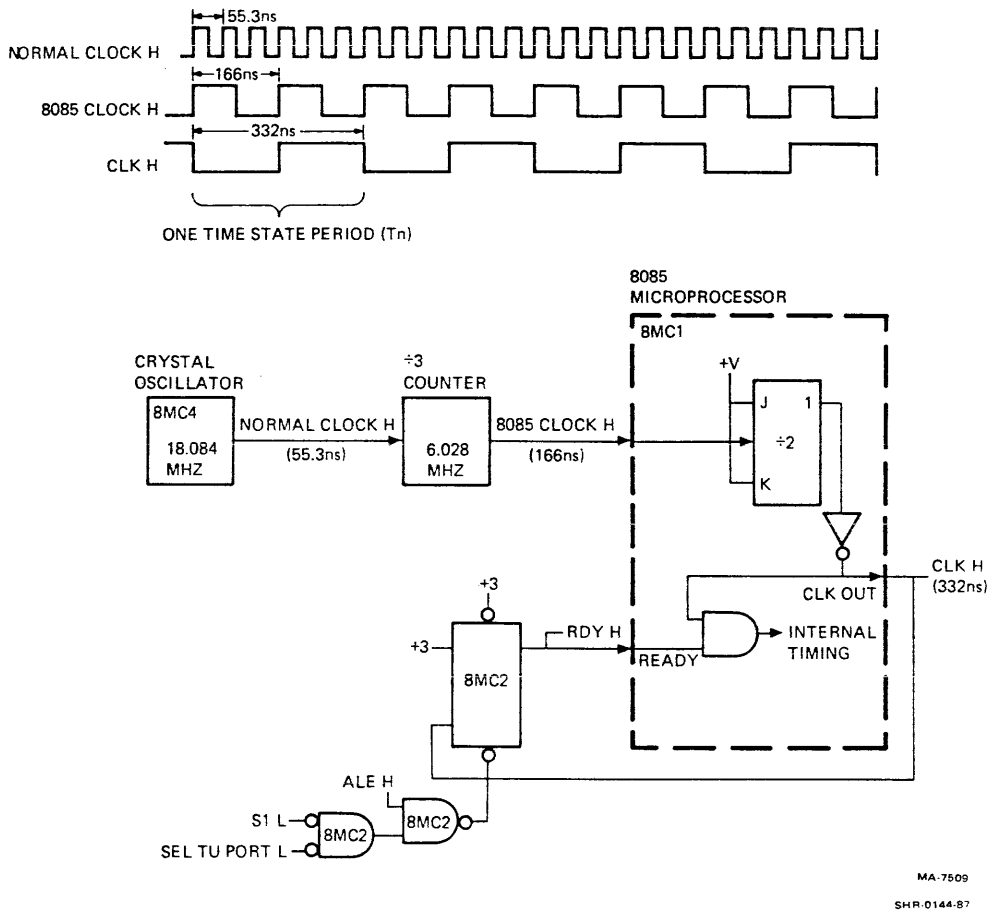 55.3ns
NORMAL CLOCK H
166ns
8085 CLOCK H
332ns
CLK H
ONE TIME STATE PERIOD (Tn)
8085
MICROPROCESSOR
8MC1
CRYSTAL
OSCILLATOR
8MC4
18.084
MHZ
NORMAL CLOCK H
(55.3ns)
÷3
COUNTER
6.028
MHZ
8085 CLOCK H
(166ns)
+V
J 1
÷2
K
CLK OUT
CLK H
(332ns)
+3
+3
8MC2
RDY H
READY
INTERNAL
TIMING
ALE H
8MC2
S1 L
8MC2
SEL TU PORT L
MA-7509
SHR-0144-87